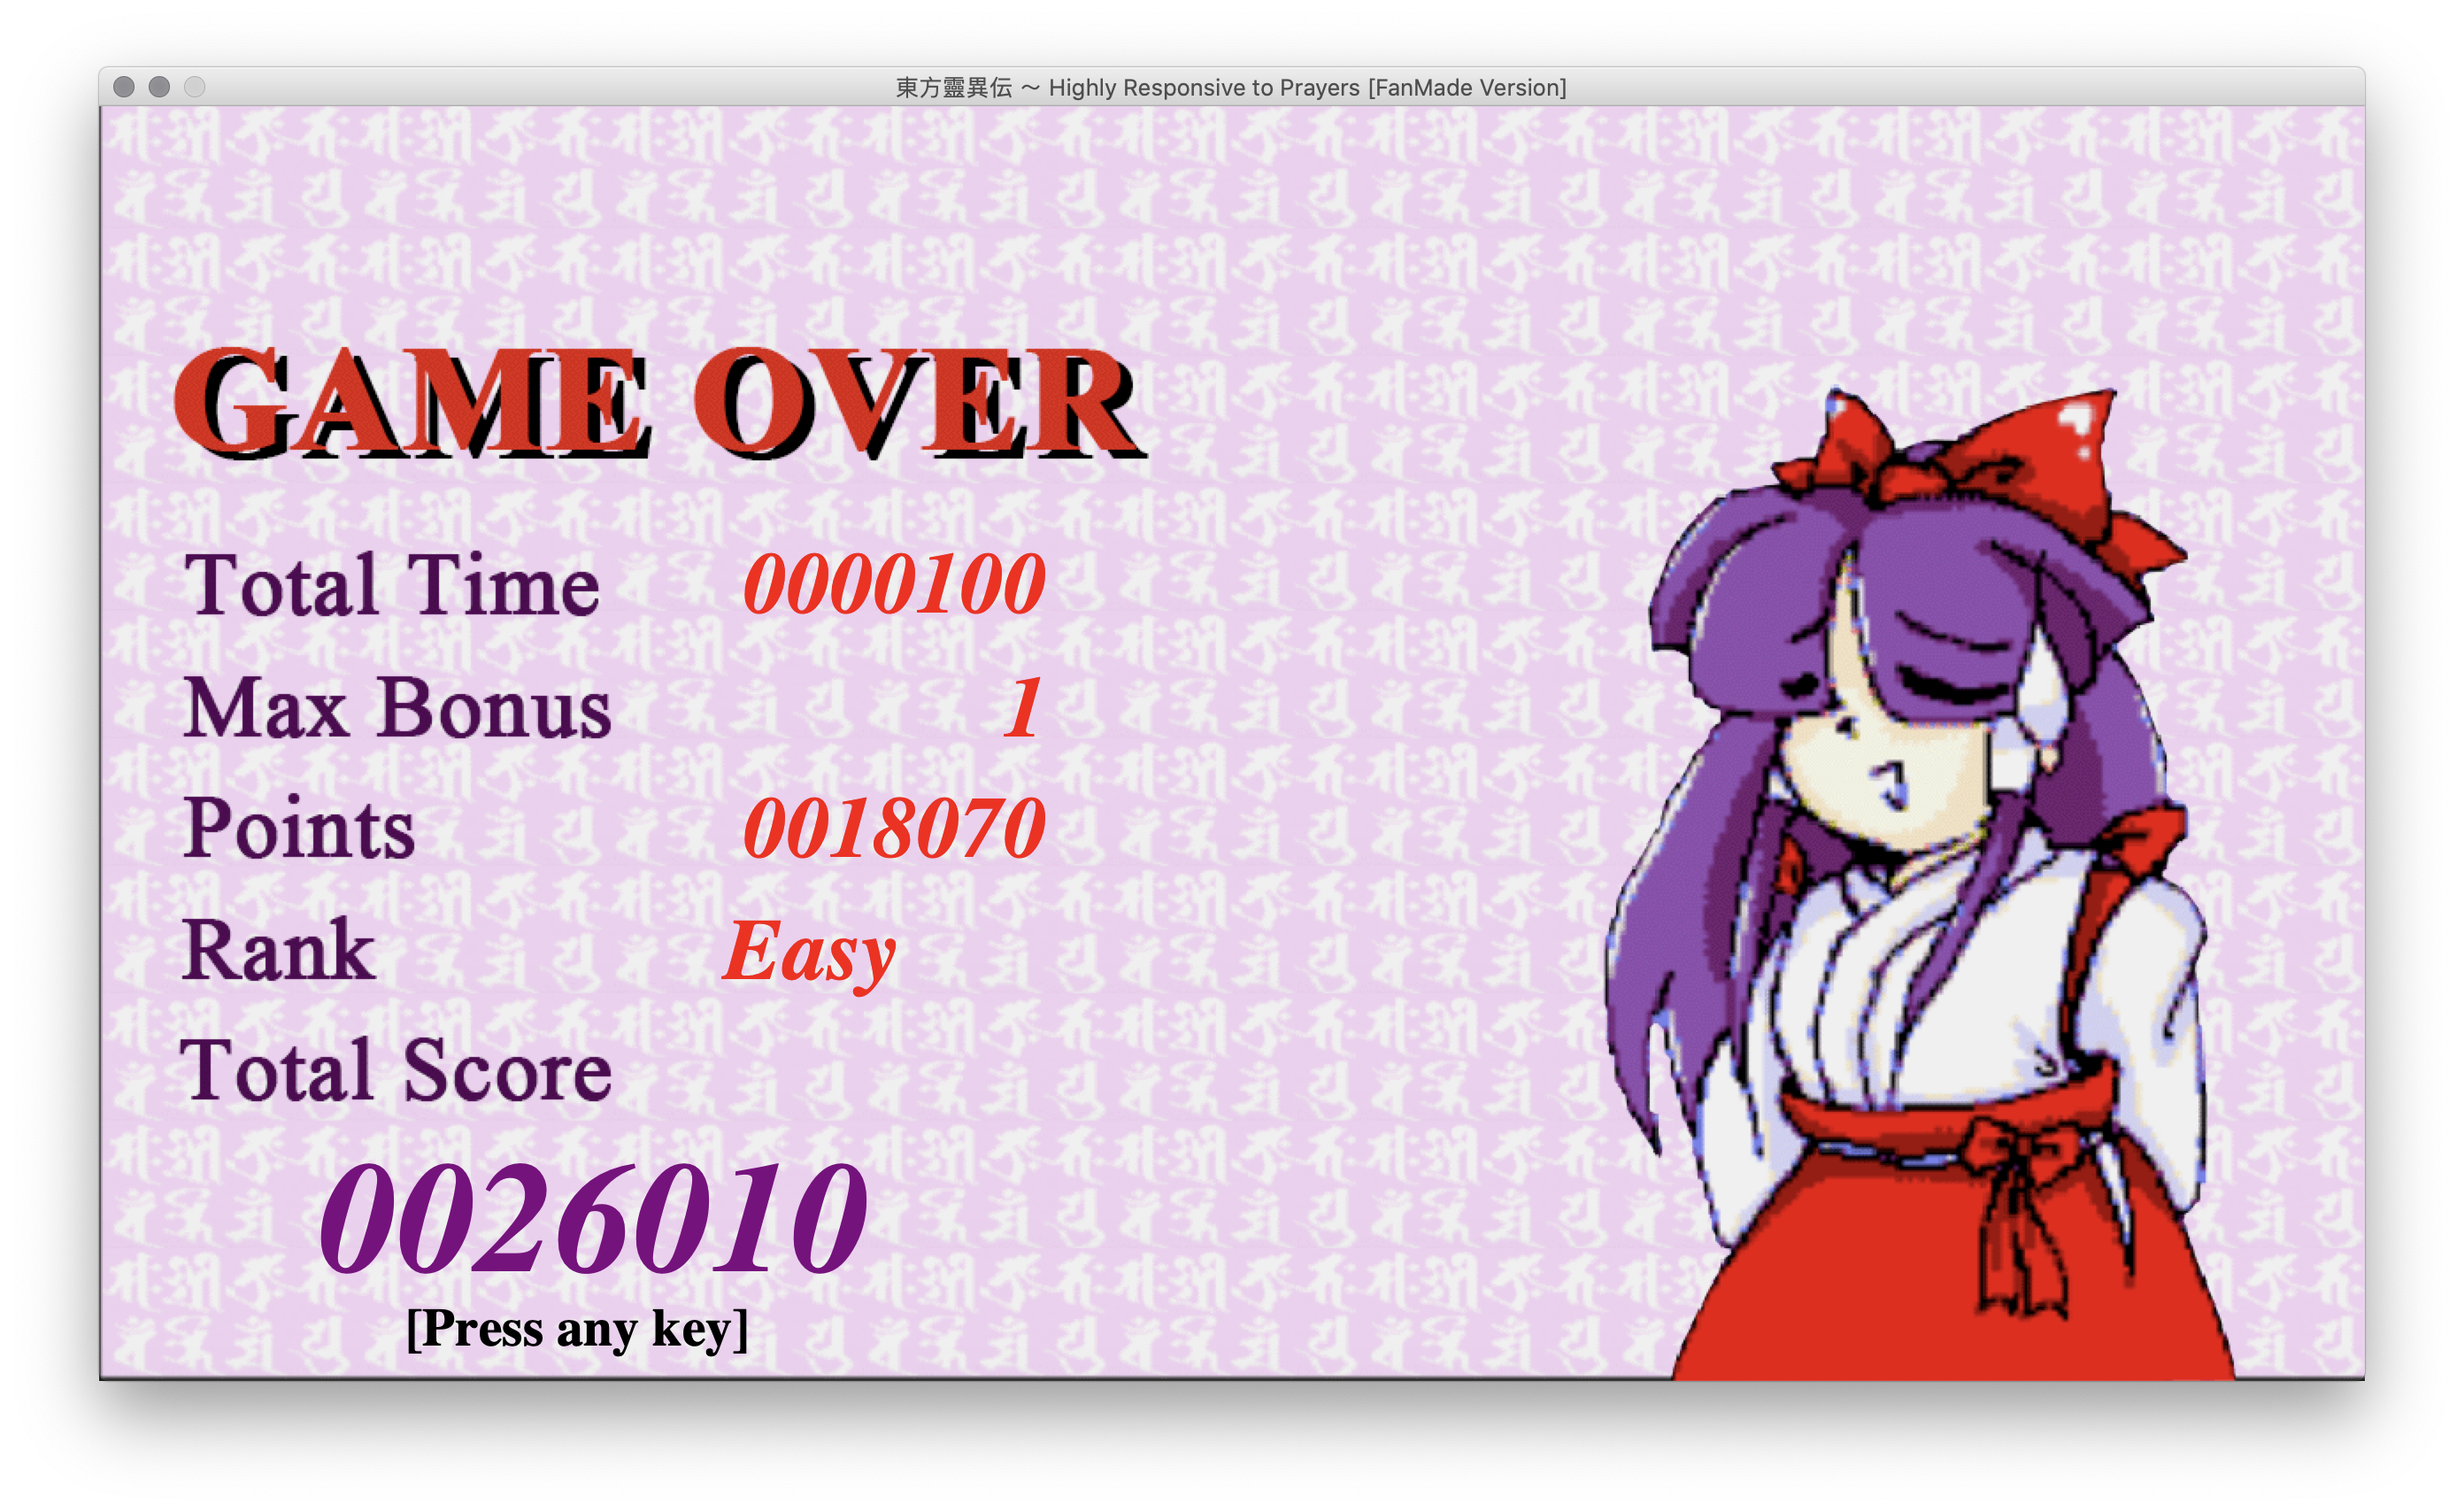 東方靈異伝 ～ Highly Responsive to Prayers [FanMade Version]
GAME OVER
Total Time 0000100
Max Bonus 1
Points 0018070
Rank Easy
Total Score
0026010
[Press any key]